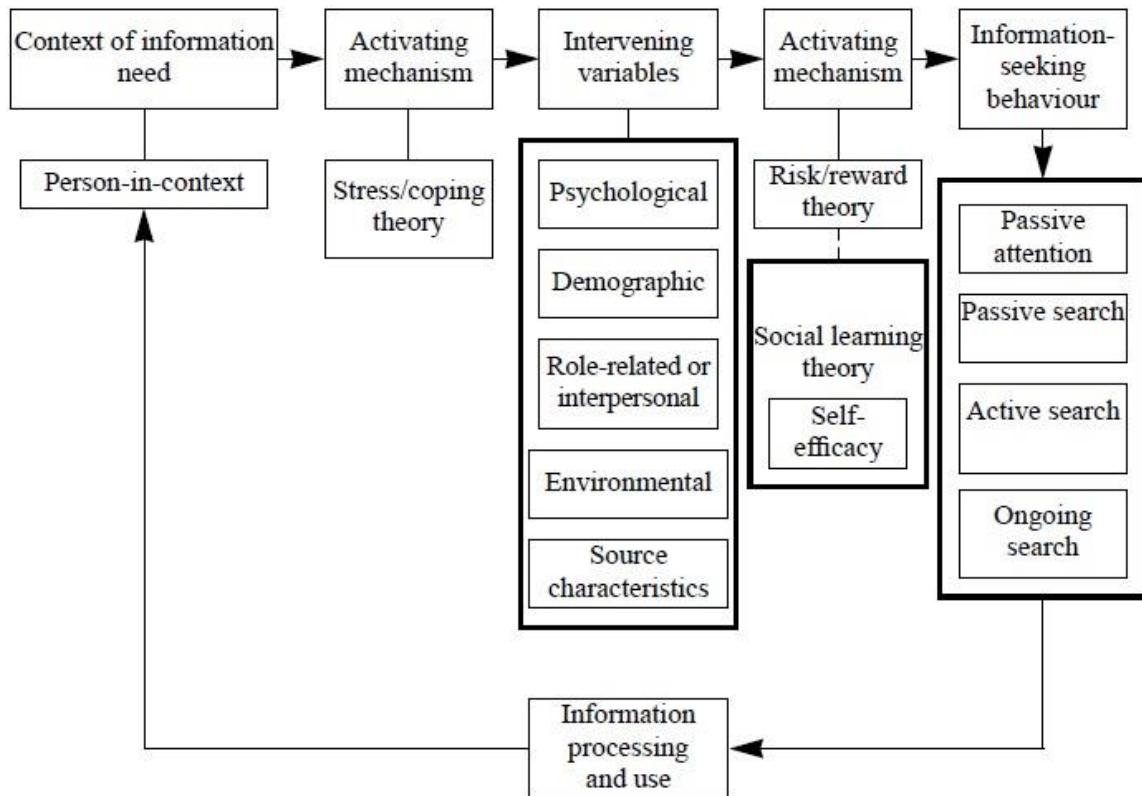 Context of information
need
Activating
mechanism
Intervening
variables
Activating
mechanism
Information-
seeking
behaviour
Person-in-context
Stress/coping
theory
Psychological
Demographic
Role-related or
interpersonal
Environmental
Source
characteristics
Risk/reward
theory
Social learning
theory
Self-
efficacy
Passive
attention
Passive search
Active search
Ongoing
search
Information
processing
and use